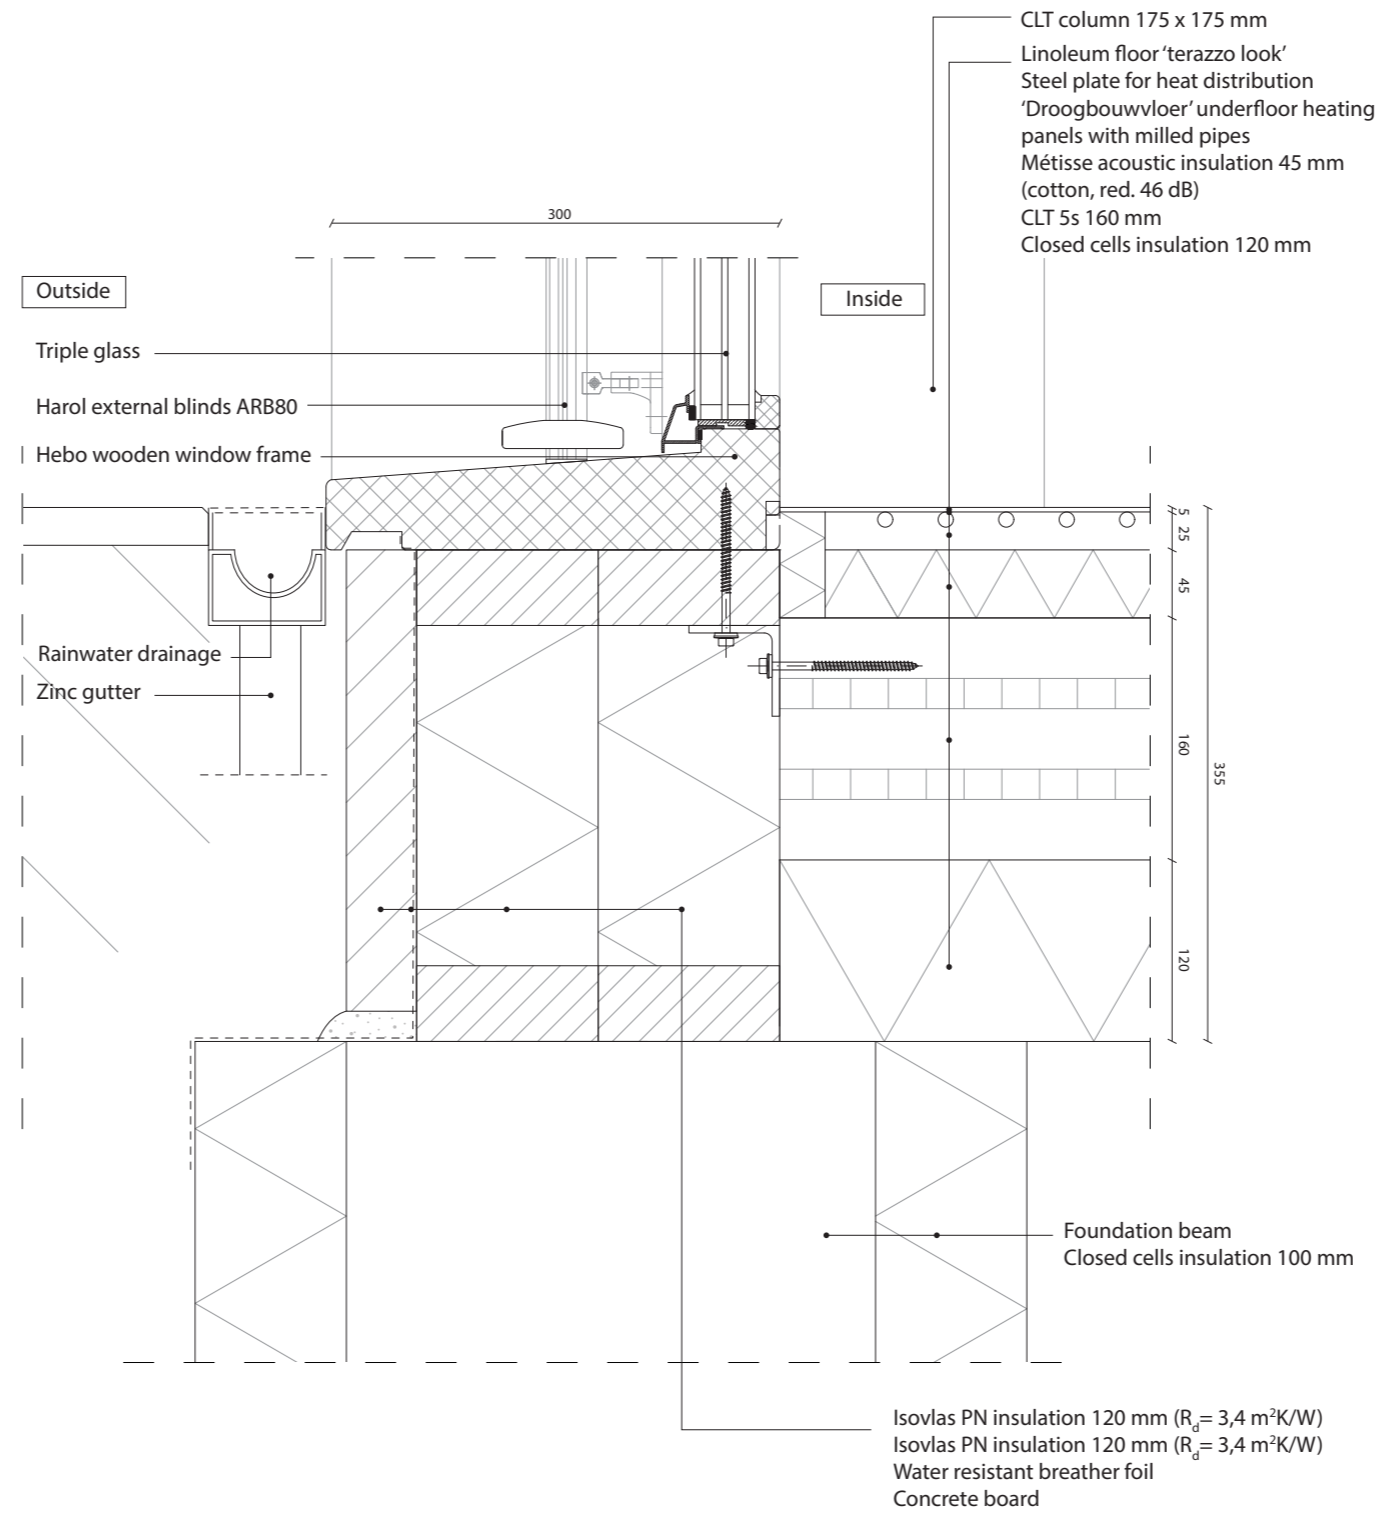 CLT column 175 x 175 mm
Linoleum floor ‘terazzo look’
Steel plate for heat distribution
‘Droogbouwvloer’ underfloor heating
panels with milled pipes
Métisse acoustic insulation 45 mm
(cotton, red. 46 dB)
CLT 5s 160 mm
Closed cells insulation 120 mm
300
Outside
Inside
Triple glass
Harol external blinds ARB80
Hebo wooden window frame
5
25
45
Rainwater drainage
Zinc gutter
160
355
120
Foundation beam
Closed cells insulation 100 mm
Isovlas PN insulation 120 mm (Rd= 3,4 m²K/W)
Isovlas PN insulation 120 mm (Rd= 3,4 m²K/W)
Water resistant breather foil
Concrete board